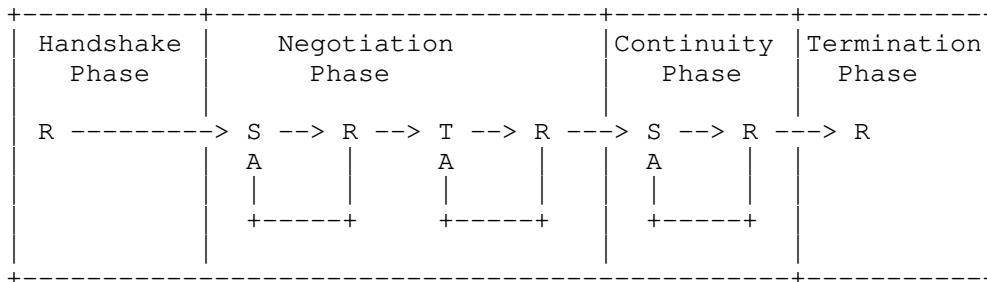 +-----------+-------------------------+------------+------------
| Handshake |    Negotiation          |Continuity  |Termination
|   Phase   |      Phase              |   Phase    |  Phase
|           |                         |            |
| R ---------> S --> R --> T --> R ---> S --> R ---> R
|           |  A     |     A     |    |  A     |   |
|           |  |     |     |     |    |  |     |   |
|           |  +-----+     +-----+    |  +-----+   |
|           |                         |            |
+-------------------------------------------------+------------